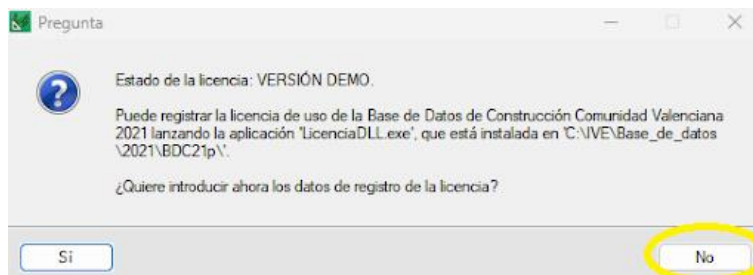 Pregunta
Estado de la licencia: VERSIÓN DEMO.
Puede registrar la licencia de uso de la Base de Datos de Construcción Comunidad Valenciana
2021 lanzando la aplicación 'LicenciaDLL.exe', que está instalada en 'C:\IVE\Base_de_datos
\2021\BDC21p\'.
¿Quiere introducir ahora los datos de registro de la licencia?
Sí
No